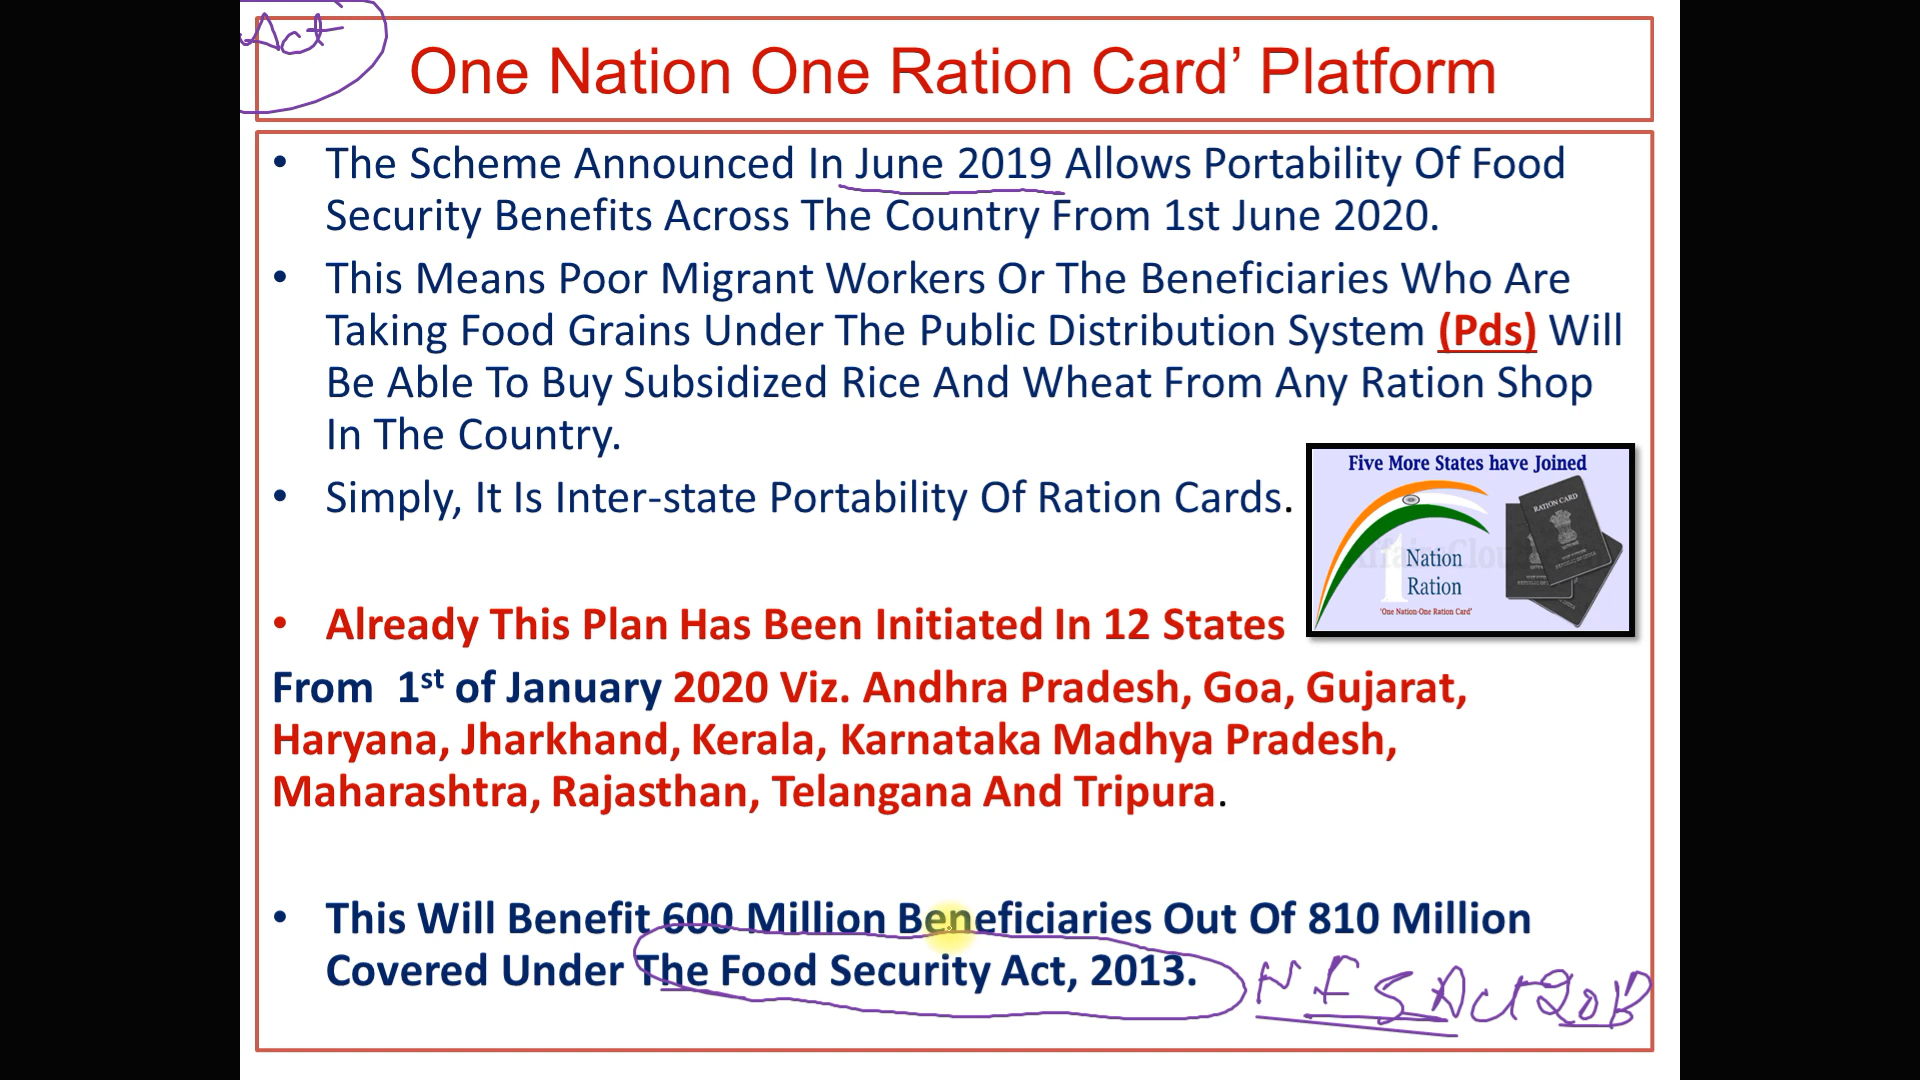 Act
One Nation One Ration Card’ Platform
• The Scheme Announced In June 2019 Allows Portability Of Food
Security Benefits Across The Country From 1st June 2020.
• This Means Poor Migrant Workers Or The Beneficiaries Who Are
Taking Food Grains Under The Public Distribution System (Pds) Will
Be Able To Buy Subsidized Rice And Wheat From Any Ration Shop
In The Country.
• Simply, It Is Inter-state Portability Of Ration Cards.
Five More States have Joined
RATION CARD
1 Nation
Ration
‘One Nation-One Ration Card’
• Already This Plan Has Been Initiated In 12 States
From 1st of January 2020 Viz. Andhra Pradesh, Goa, Gujarat,
Haryana, Jharkhand, Kerala, Karnataka Madhya Pradesh,
Maharashtra, Rajasthan, Telangana And Tripura.
• This Will Benefit 600 Million Beneficiaries Out Of 810 Million
Covered Under The Food Security Act, 2013.
NFS Act 2013